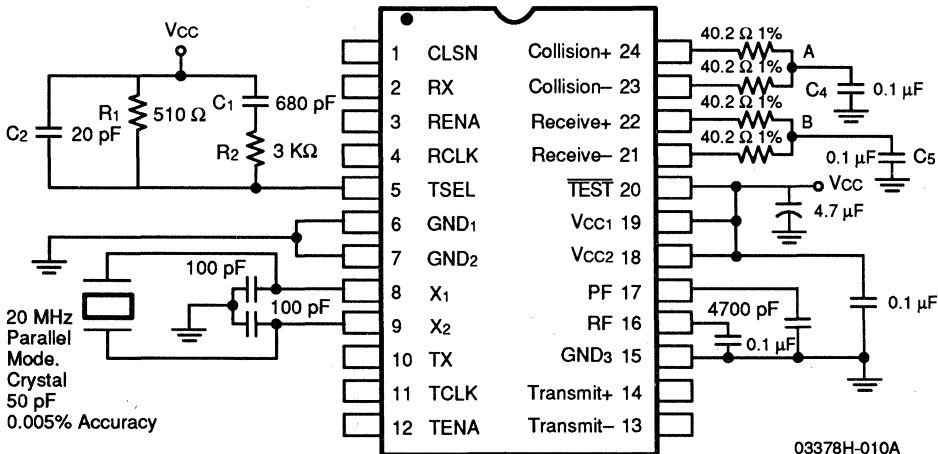 VCC
C2
20 pF
R1
510 Ω
C1
680 pF
R2
3 KΩ
100 pF
100 pF
20 MHz
Parallel
Mode.
Crystal
50 pF
0.005% Accuracy
1 CLSN
2 RX
3 RENA
4 RCLK
5 TSEL
6 GND1
7 GND2
8 X1
9 X2
10 TX
11 TCLK
12 TENA
Collision+ 24
Collision– 23
Receive+ 22
Receive– 21
TEST 20
VCC1 19
VCC2 18
PF 17
RF 16
GND3 15
Transmit+ 14
Transmit– 13
40.2 Ω 1%
A
40.2 Ω 1%
C4
0.1 µF
40.2 Ω 1%
B
40.2 Ω 1%
0.1 µF
C5
VCC
4.7 µF
4700 pF
0.1 µF
0.1 µF
03378H-010A